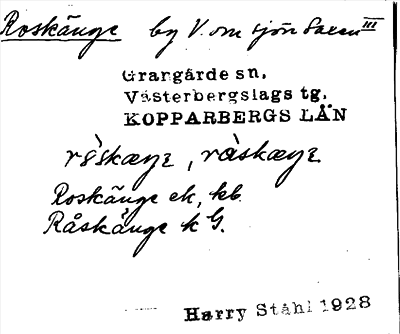 Roskänge by V. om sjön Saxen III
Grangärde sn.
Västerbergslags tg.
KOPPARBERGS LÄN
Roskänge ek, kb.
Råskänge k G.
Harry Ståhl 1928